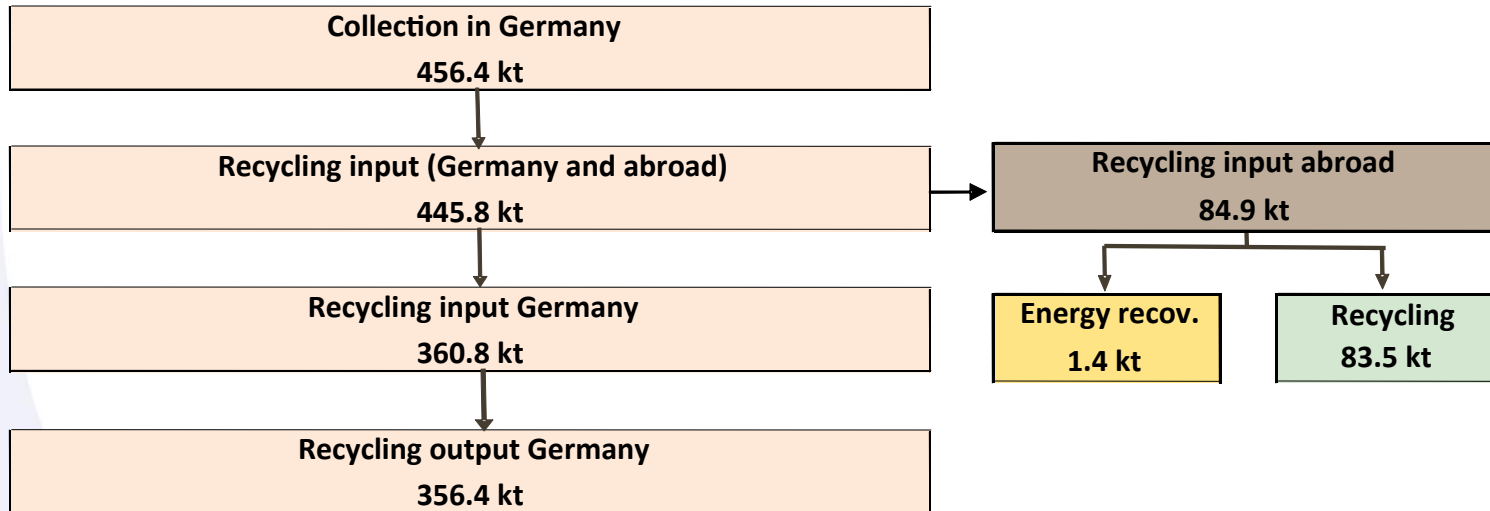 Collection in Germany
456.4 kt
Recycling input (Germany and abroad)
445.8 kt
Recycling input abroad
84.9 kt
Recycling input Germany
360.8 kt
Energy recov.
1.4 kt
Recycling
83.5 kt
Recycling output Germany
356.4 kt